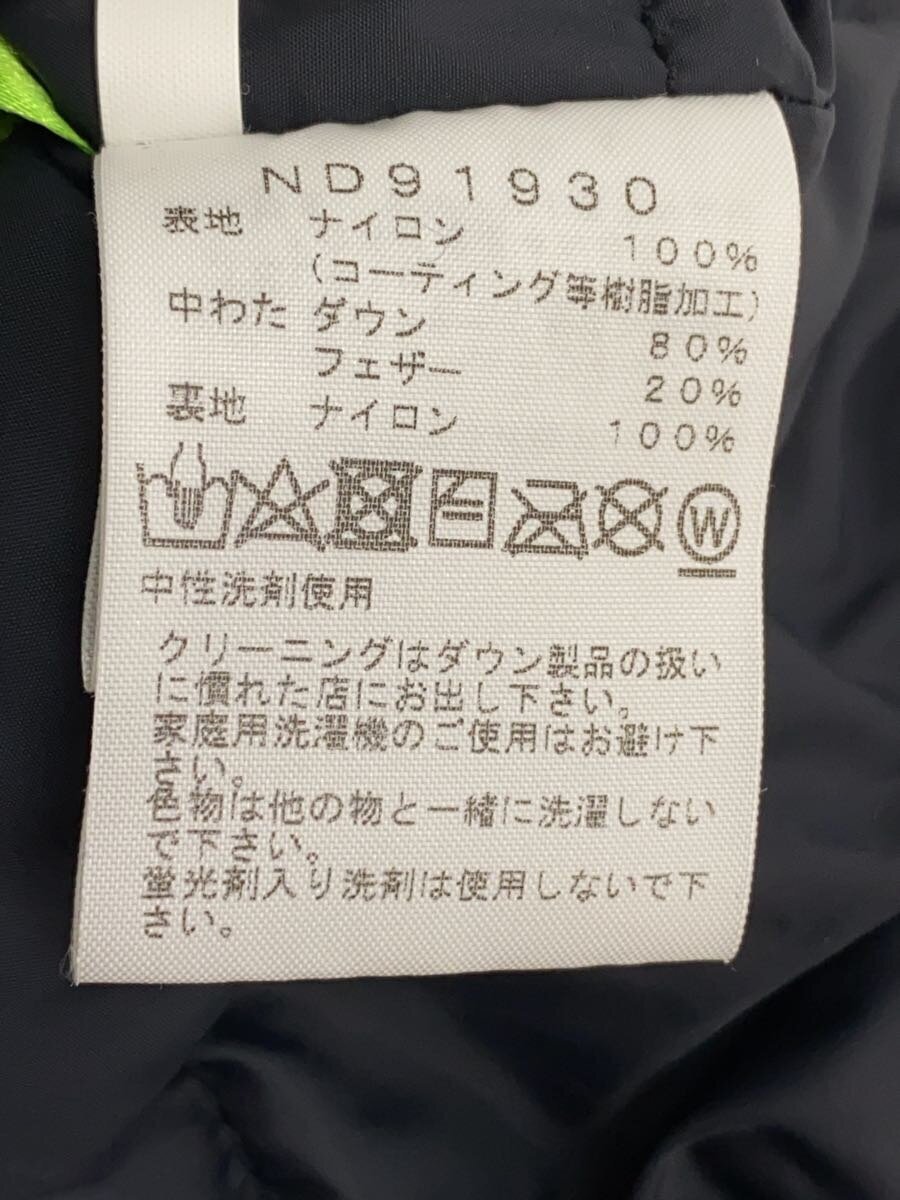 ND91930
表地 ナイロン 100%
(コーティング等樹脂加工)
中わた ダウン 80%
フェザー 20%
裏地 ナイロン 100%
W
中性洗剤使用
クリーニングはダウン製品の扱い
に慣れた店にお出し下さい。
家庭用洗濯機のご使用はお避け下
さい。
色物は他の物と一緒に洗濯しない
で下さい。
蛍光剤入り洗剤は使用しないで下
さい。